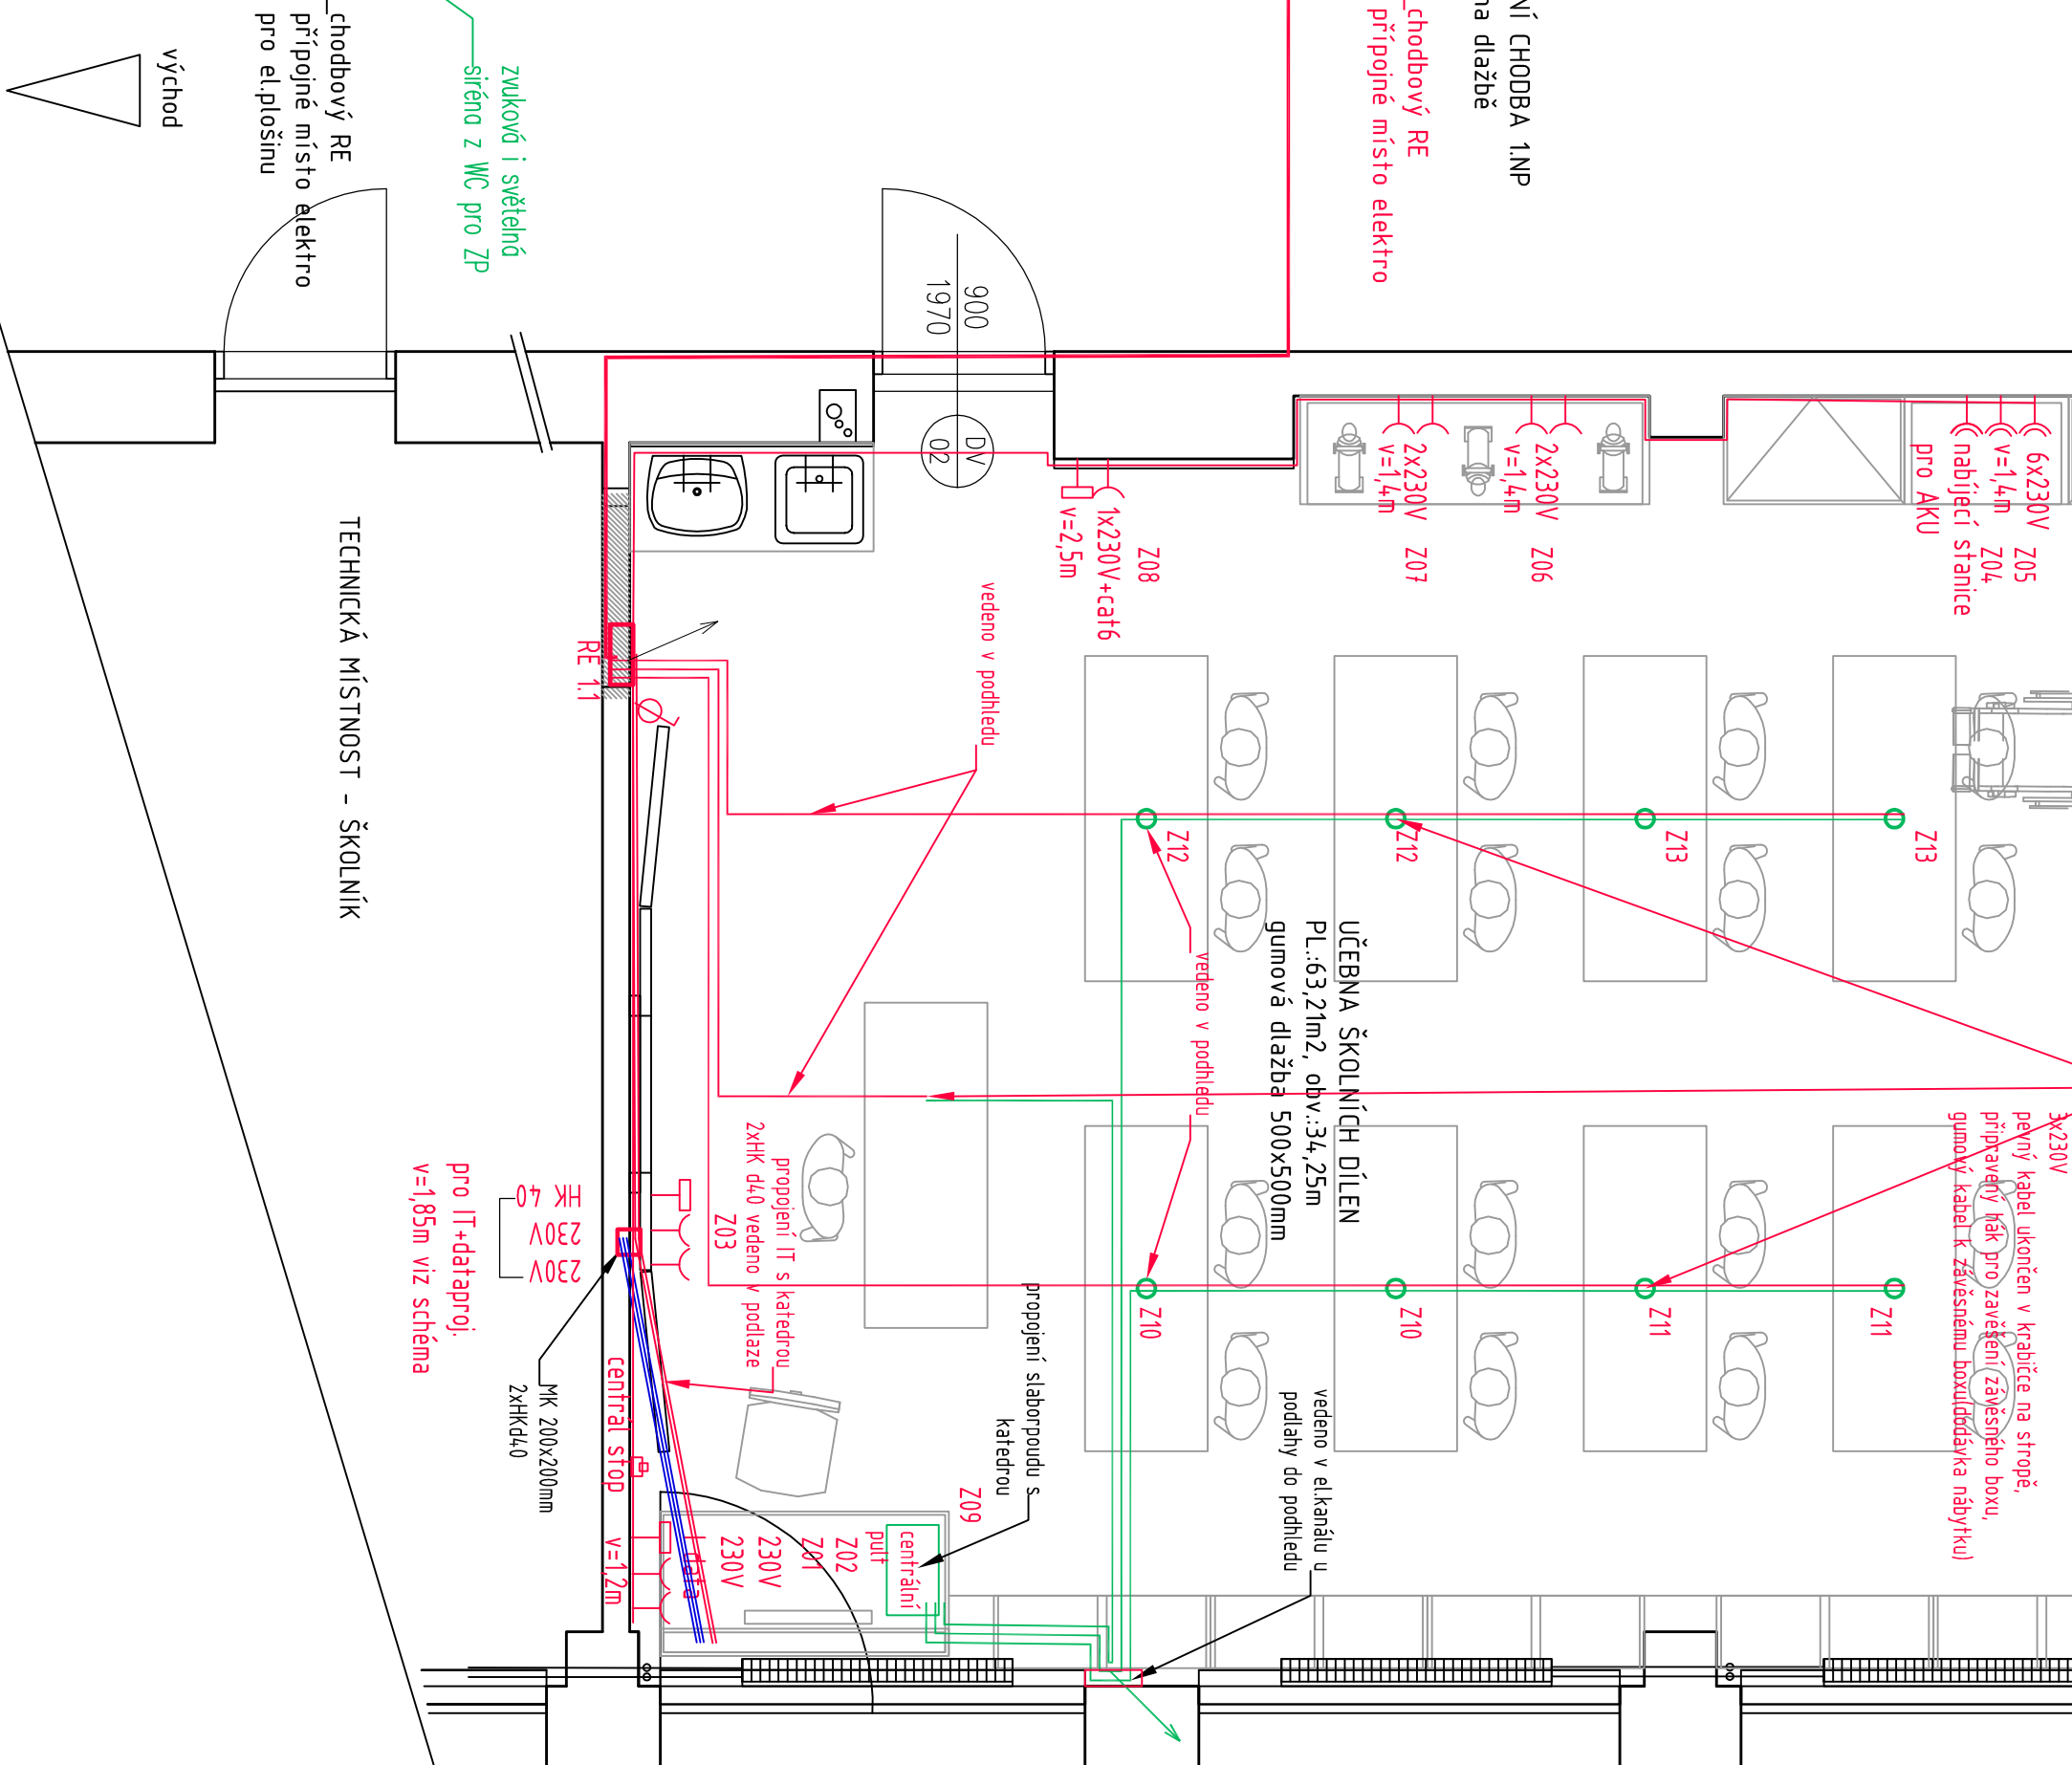 východ
_chodbový RE
přípojné místo elektro
pro el.plošinu
zvuková i světelná
siréna z WC pro ZP
NÍ CHODBA 1.NP
na dlažbě
_chodbový RE
přípojné místo elektro
900
1970
DV
02
6x230V
v=1,4m
nabíjecí stanice
pro AKU
Z05
Z04
2x230V
v=1,4m
Z06
2x230V
v=1,4m
Z07
Z08
1x230V+cat6
v=2,5m
TECHNICKÁ MÍSTNOST - ŠKOLNÍK
RE 1.1
vedeno v podhledu
Z12
Z12
Z13
Z13
vedeno v podhledu
UČEBNA ŠKOLNÍCH DÍLEN
PL.:63,21m2, obv.:34,25m
gumová dlažba 500x500mm
3x230V
pevný kabel ukončen v krabičce na stropě,
připravený hák pro zavěšení závěsného boxu,
gumový kabel k závěsnému boxu(dodávka nábytku)
Z10
Z10
Z11
Z11
propojení IT s katedrou
2xHK d40 vedeno v podlaze
Z03
HK 40
230V
230V
pro IT+dataproj.
v=1,85m viz schéma
MK 200x200mm
2xHKd40
central stop
v=1,2m
propojení slaborpoudu s
katedrou
vedeno v el.kanálu u
podlahy do podhledu
Z09
centrální
pult
Z02
Z01
230V
230V